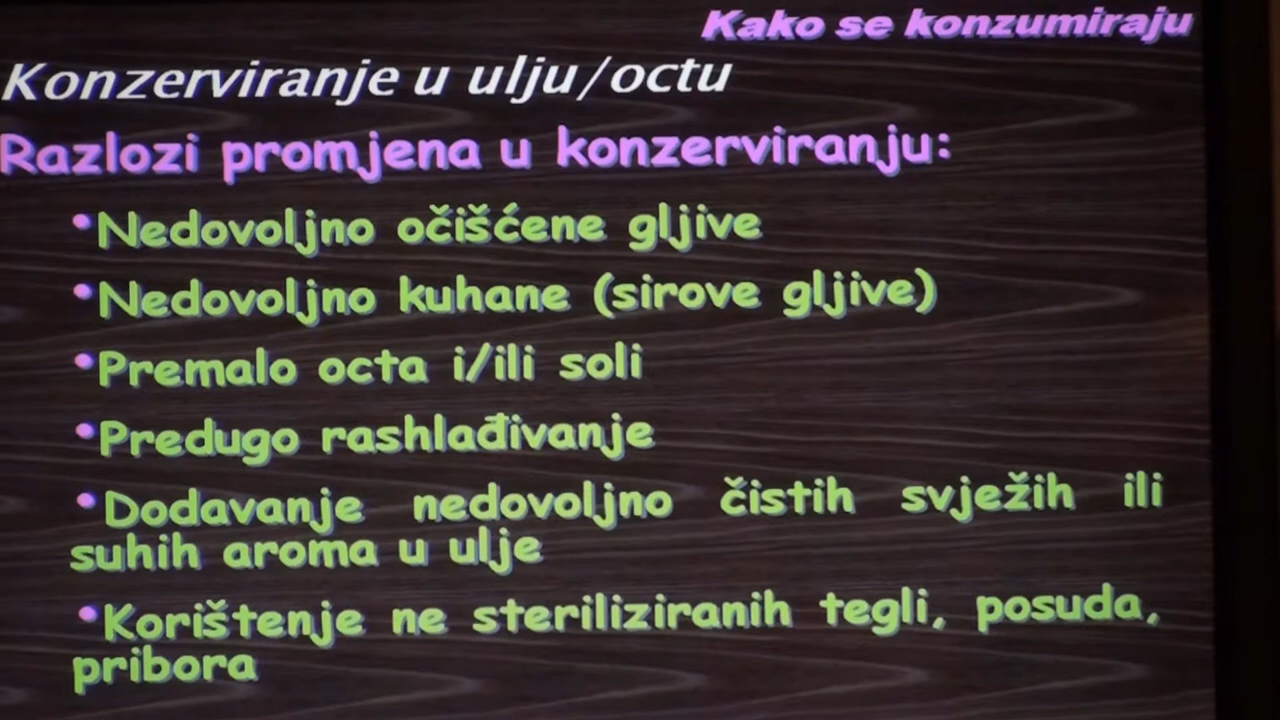 Kako se konzumiraju
Konzerviranje u ulju/octu
Razlozi promjena u konzerviranju:
•Nedovoljno očišćene gljive
•Nedovoljno kuhane (sirove gljive)
•Premalo octa i/ili soli
•Predugo rashlađivanje
•Dodavanje nedovoljno čistih svježih ili
suhih aroma u ulje
•Korištenje ne steriliziranih tegli, posuda,
pribora